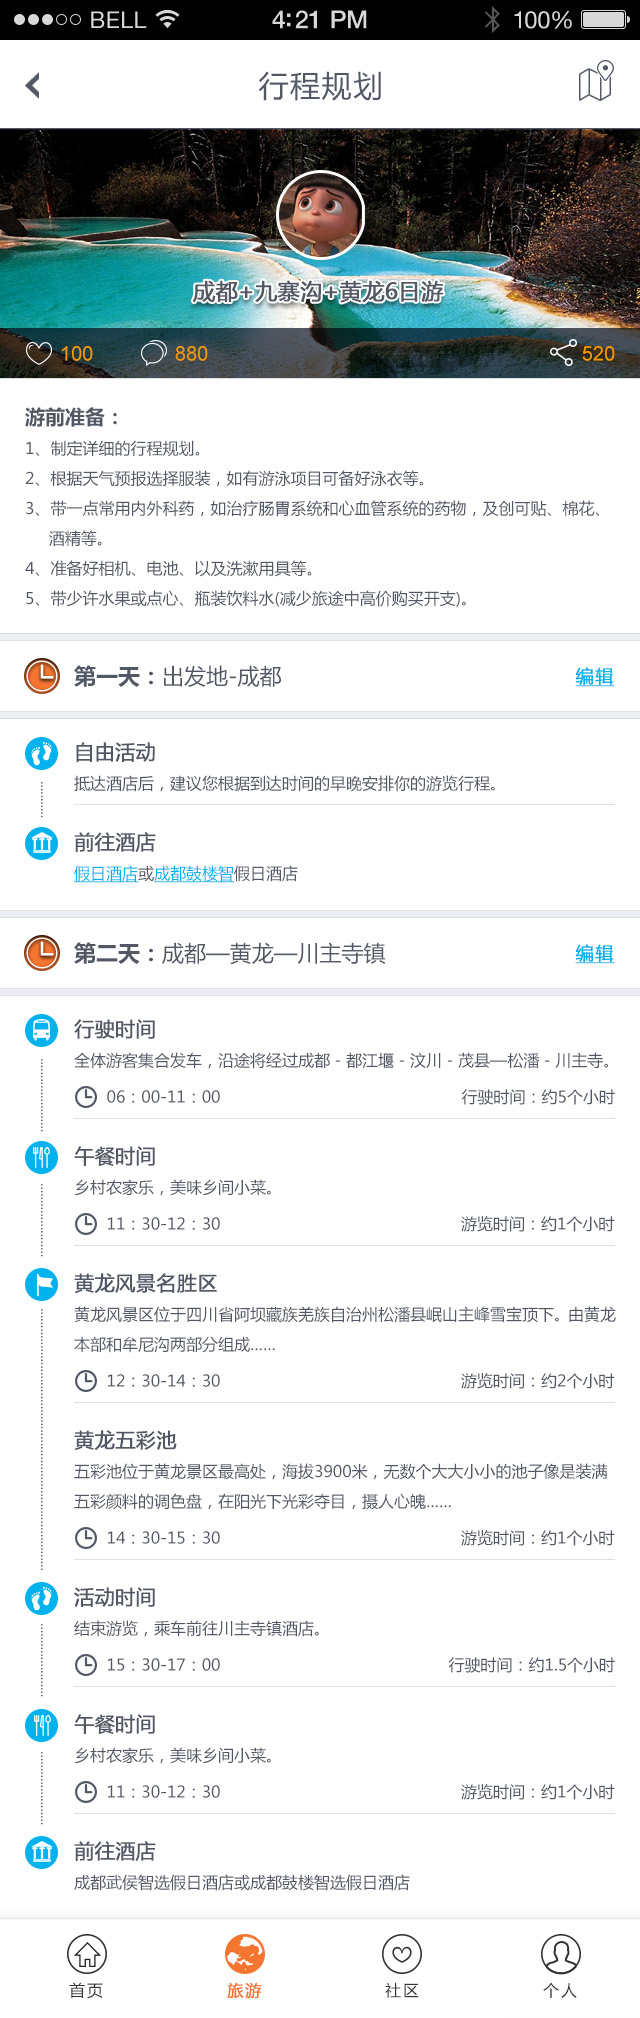 BELL 4:21 PM 100%
行程规划
成都+九寨沟+黄龙6日游
100 880 520
游前准备：
1、制定详细的行程规划。
2、根据天气预报选择服装，如有游泳项目可备好泳衣等。
3、带一点常用内外科药，如治疗肠胃系统和心血管系统的药物，及创可贴、棉花、
酒精等。
4、准备好相机、电池、以及洗漱用具等。
5、带少许水果或点心、瓶装饮料水(减少旅途中高价购买开支)。
第一天：出发地-成都 编辑
自由活动
抵达酒店后，建议您根据到达时间的早晚安排你的游览行程。
前往酒店
假日酒店或成都鼓楼智假日酒店
第二天：成都—黄龙—川主寺镇 编辑
行驶时间
全体游客集合发车，沿途将经过成都 - 都江堰 - 汶川 - 茂县—松潘 - 川主寺。
06：00-11：00 行驶时间：约5个小时
午餐时间
乡村农家乐，美味乡间小菜。
11：30-12：30 游览时间：约1个小时
黄龙风景名胜区
黄龙风景区位于四川省阿坝藏族羌族自治州松潘县岷山主峰雪宝顶下。由黄龙
本部和牟尼沟两部分组成......
12：30-14：30 游览时间：约2个小时
黄龙五彩池
五彩池位于黄龙景区最高处，海拔3900米，无数个大大小小的池子像是装满
五彩颜料的调色盘，在阳光下光彩夺目，摄人心魄......
14：30-15：30 游览时间：约1个小时
活动时间
结束游览，乘车前往川主寺镇酒店。
15：30-17：00 行驶时间：约1.5个小时
午餐时间
乡村农家乐，美味乡间小菜。
11：30-12：30 游览时间：约1个小时
前往酒店
成都武侯智选假日酒店或成都鼓楼智选假日酒店
首页 旅游 社区 个人